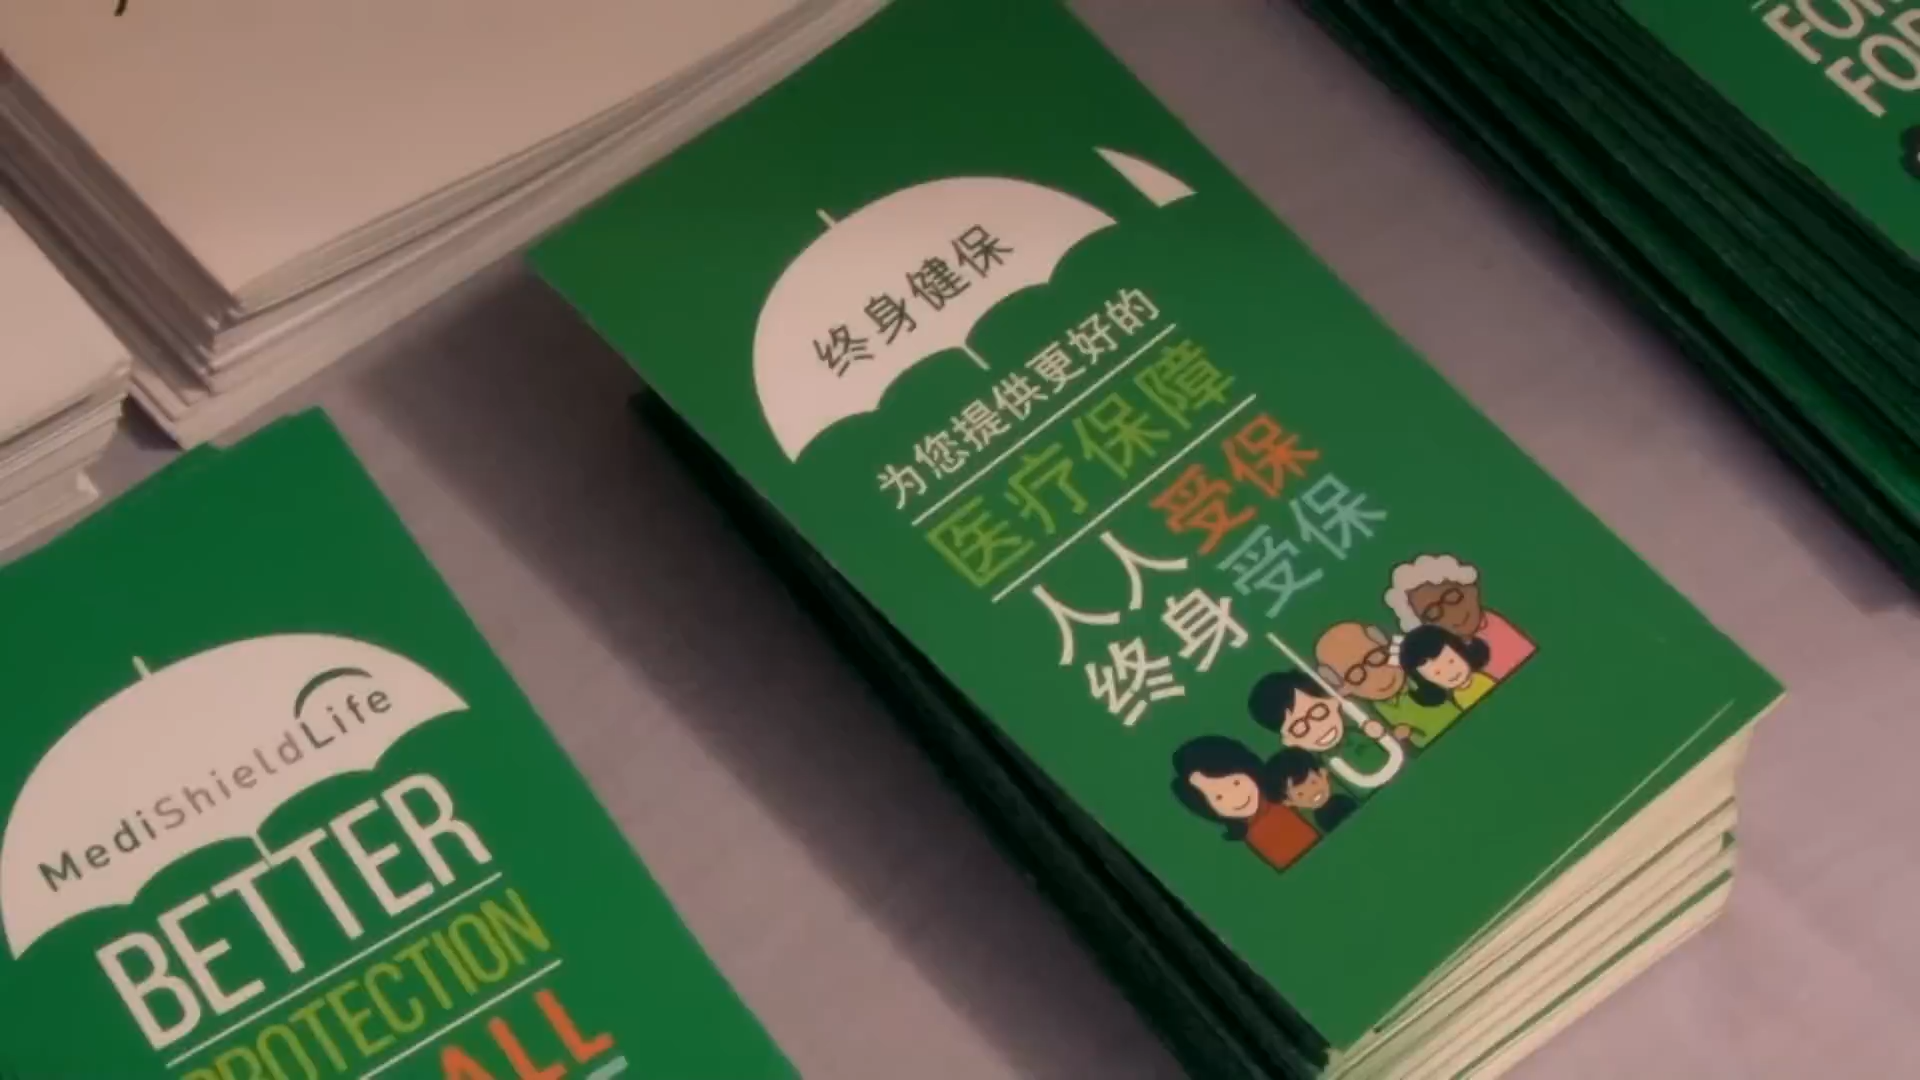 终身健保
为您提供更好的
医疗保障
人人受保
终身受保
MediShieldLife
BETTER
PROTECTION
ALL